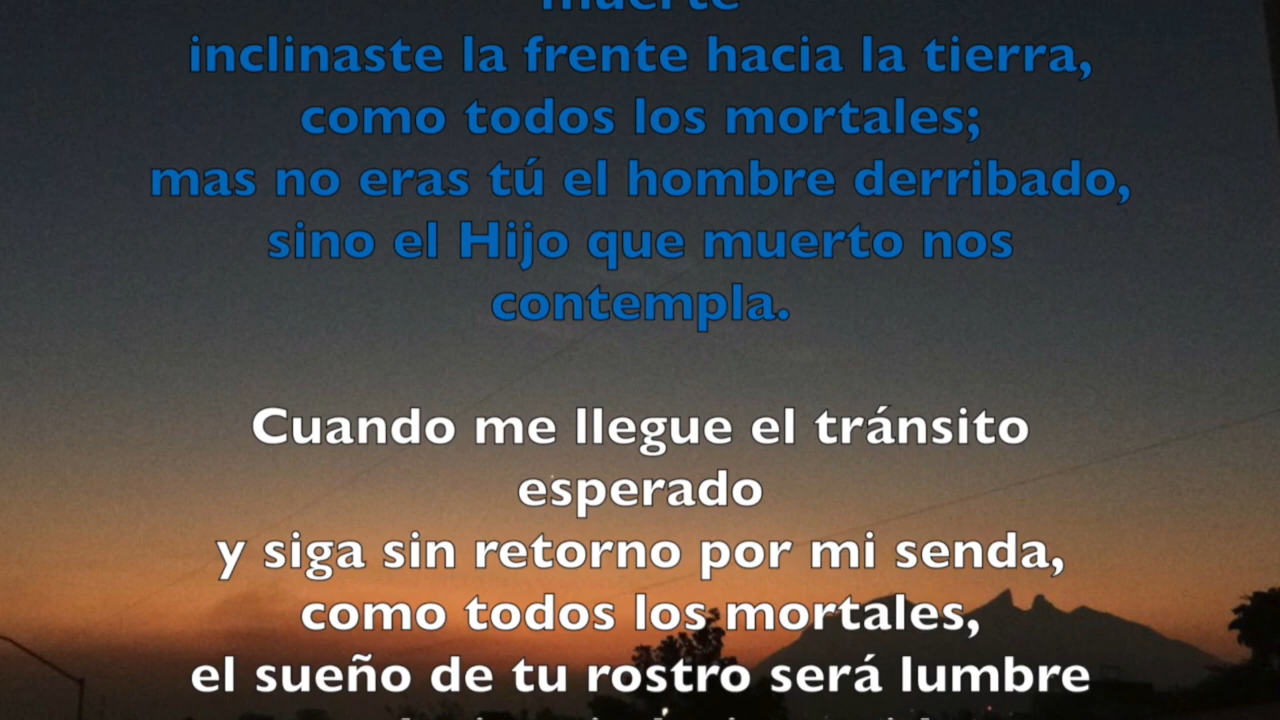 muerte
inclinaste la frente hacia la tierra,
como todos los mortales;
mas no eras tú el hombre derribado,
sino el Hijo que muerto nos
contempla.
Cuando me llegue el tránsito
esperado
y siga sin retorno por mi senda,
como todos los mortales,
el sueño de tu rostro será lumbre